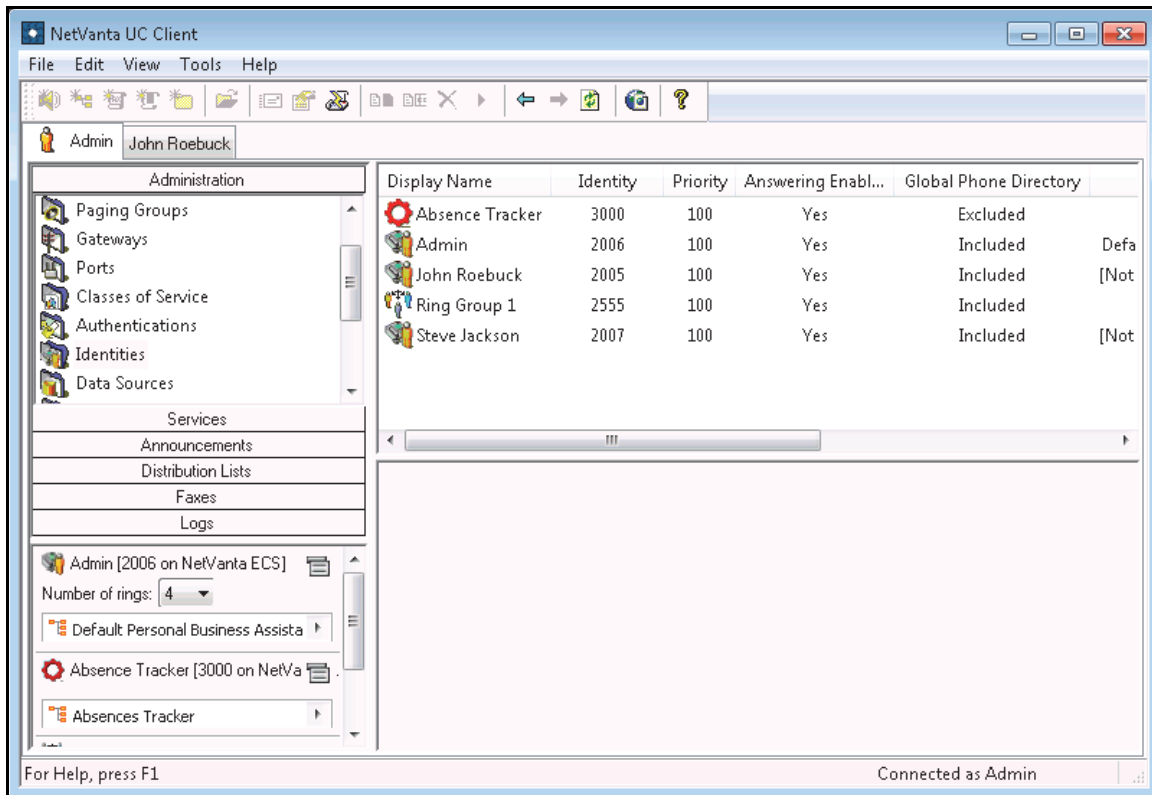 NetVanta UC Client
File Edit View Tools Help
Admin John Roebuck
Administration
Paging Groups
Gateways
Ports
Classes of Service
Authentications
Identities
Data Sources
Services
Announcements
Distribution Lists
Faxes
Logs
Admin [2006 on NetVanta ECS]
Number of rings: 4
Default Personal Business Assista
Absence Tracker [3000 on NetVa
Absences Tracker
Display Name Identity Priority Answering Enabl... Global Phone Directory
Absence Tracker 3000 100 Yes Excluded
Admin 2006 100 Yes Included Defa
John Roebuck 2005 100 Yes Included [Not
Ring Group 1 2555 100 Yes Included
Steve Jackson 2007 100 Yes Included [Not
For Help, press F1 Connected as Admin